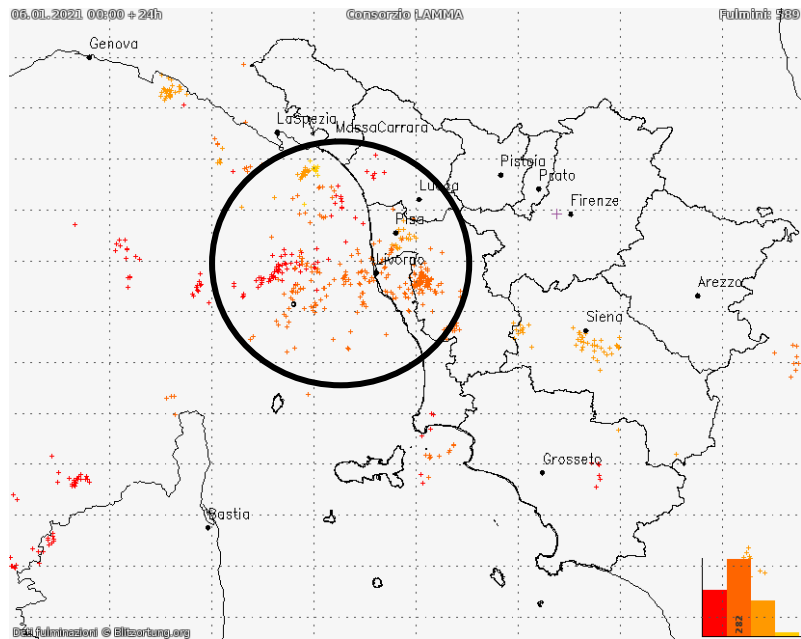 06.01.2021 00:00 + 24h
Consorzio LAMMA
Fulmini: 589
Genova
LaSpezia
MassaCarrara
Pistoia
Prato
Lucca
Firenze
Pisa
Livorno
Arezzo
Siena
Grosseto
Bastia
282
Dati fulminazioni © Blitzortung.org